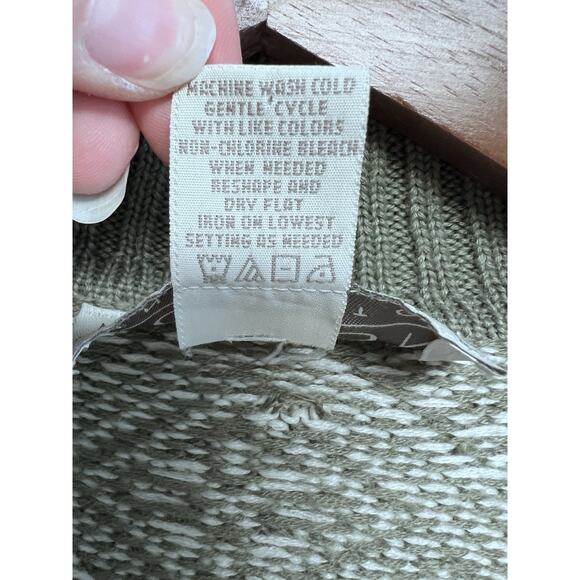 MACHINE WASH COLD
GENTLE CYCLE
WITH LIKE COLORS
NON-CHLORINE BLEACH
WHEN NEEDED
RESHAPE AND
DRY FLAT
IRON ON LOWEST
SETTING AS NEEDED